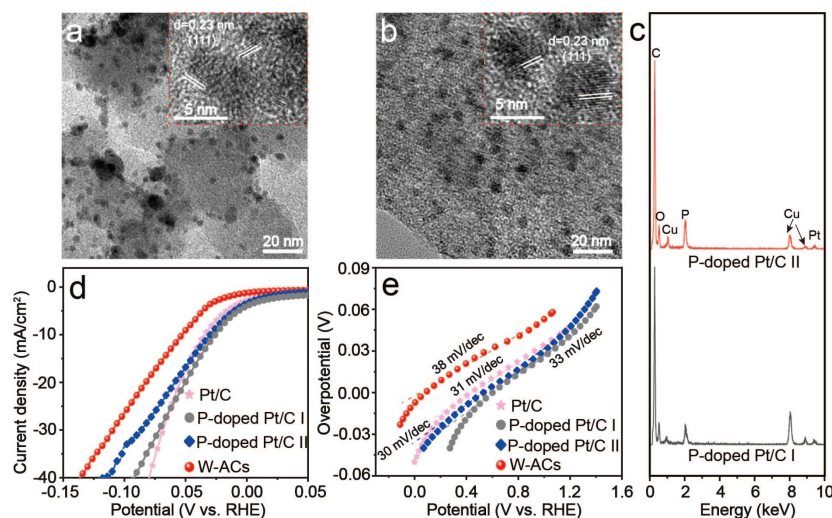 a
d=0.23 nm
(111)
5 nm
20 nm
b
d=0.23 nm
(111)
5 nm
20 nm
c
C
O
Cu
P
Cu
Pt
P-doped Pt/C II
P-doped Pt/C I
0 2 4 6 8 10
Energy (keV)
d
0
-10
-20
-30
-40
Current density (mA/cm²)
Pt/C
P-doped Pt/C I
P-doped Pt/C II
W-ACs
-0.15 -0.10 -0.05 0.00 0.05
Potential (V vs. RHE)
e
0.09
0.06
0.03
0.00
-0.03
-0.06
Overpotential (V)
38 mV/dec
31 mV/dec
33 mV/dec
30 mV/dec
Pt/C
P-doped Pt/C I
P-doped Pt/C II
W-ACs
0.0 0.4 0.8 1.2 1.6
Potential (V vs. RHE)